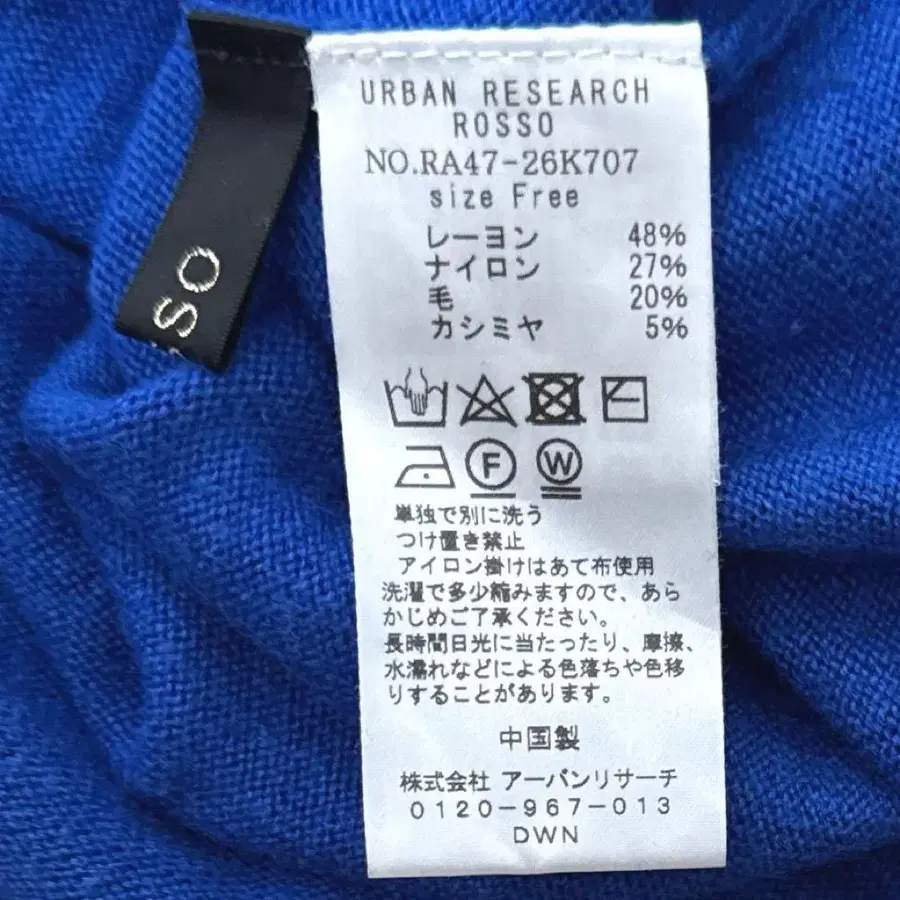 SSO
URBAN RESEARCH
ROSSO
NO.RA47-26K707
size Free
レーヨン 48%
ナイロン 27%
毛 20%
カシミヤ 5%
F W
単独で別に洗う
つけ置き禁止
アイロン掛けはあて布使用
洗濯で多少縮みますので、あら
かじめご了承ください。
長時間日光に当たったり、摩擦、
水濡れなどによる色落ちや色移
りすることがあります。
中国製
株式会社 アーバンリサーチ
0120-967-013
DWN